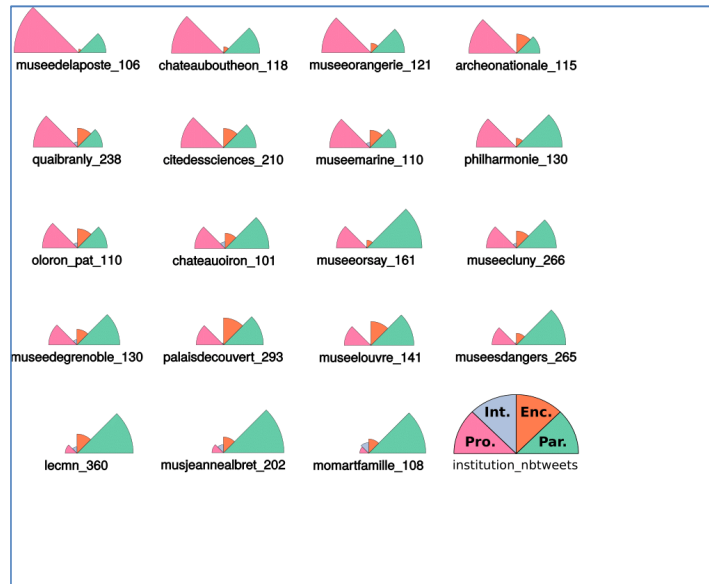 museedelaposte_106 chateauboutheon_118 museeorangerie_121 archeonationale_115
quaibranly_238 citedessciences_210 museemarine_110 philharmonie_130
oloron_pat_110 chateauoiron_101 museeorsay_161 museecluny_266
museedegrenoble_130 palaisdecouvert_293 museelouvre_141 museesdangers_265
Int. Enc.
Pro. Par.
lecmn_360 musjeannealbret_202 momartfamille_108 institution_nbtweets